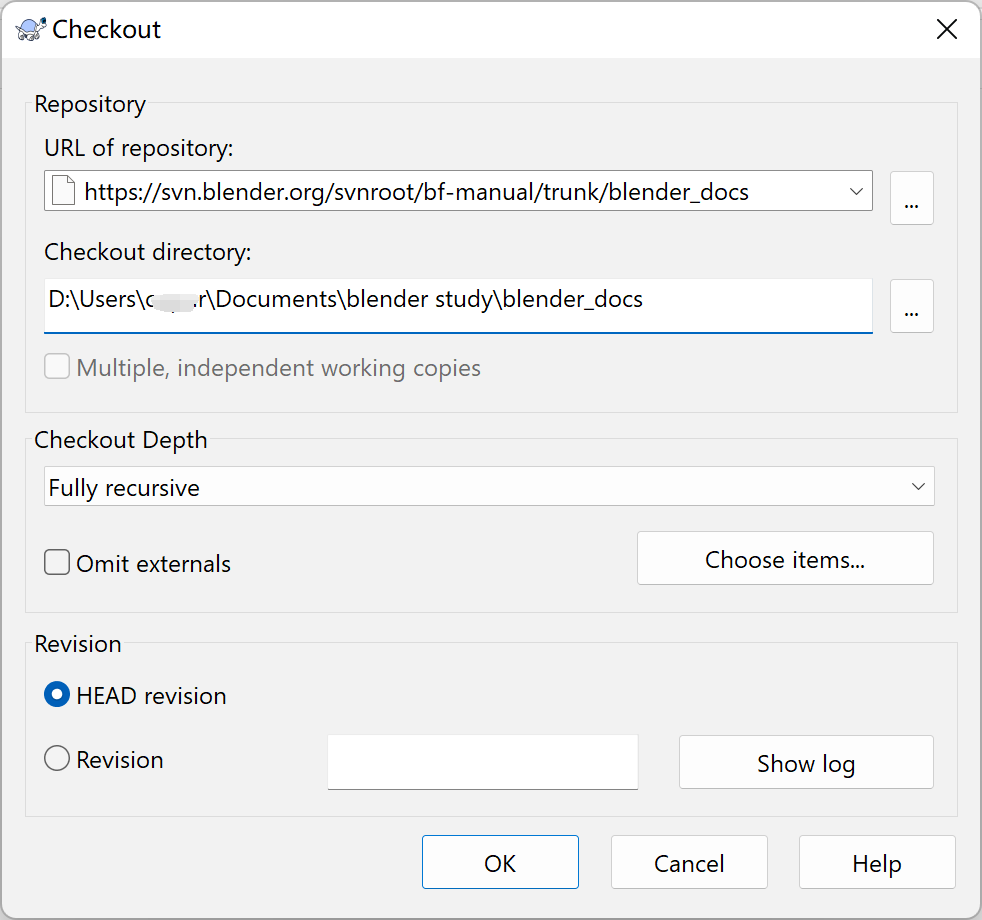 Checkout
Repository
URL of repository:
https://svn.blender.org/svnroot/bf-manual/trunk/blender_docs
...
Checkout directory:
D:\Users\ \Documents\blender study\blender_docs
...
Multiple, independent working copies
Checkout Depth
Fully recursive
Omit externals
Choose items...
Revision
HEAD revision
Revision
Show log
OK
Cancel
Help